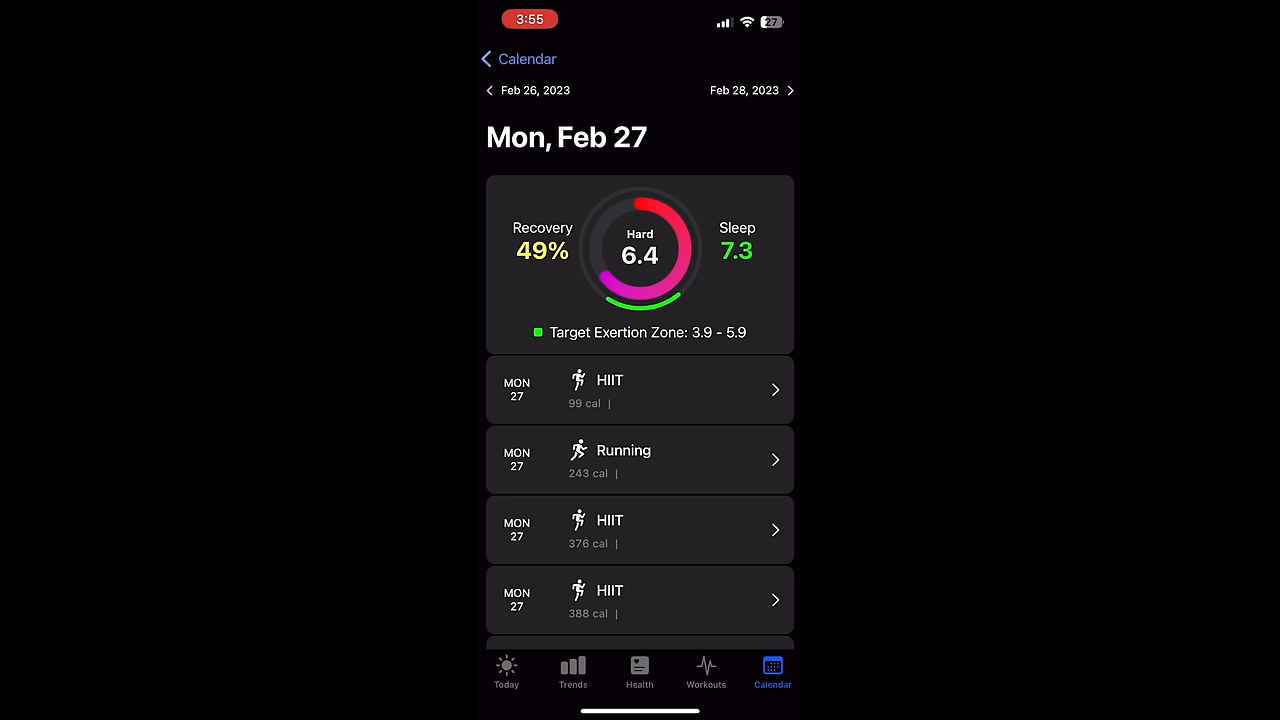 3:55
27
Calendar
Feb 26, 2023 Feb 28, 2023
Mon, Feb 27
Recovery
49%
Hard
6.4
Sleep
7.3
Target Exertion Zone: 3.9 - 5.9
MON
27
HIIT
99 cal |
MON
27
Running
243 cal |
MON
27
HIIT
376 cal |
MON
27
HIIT
388 cal |
Today Trends Health Workouts Calendar